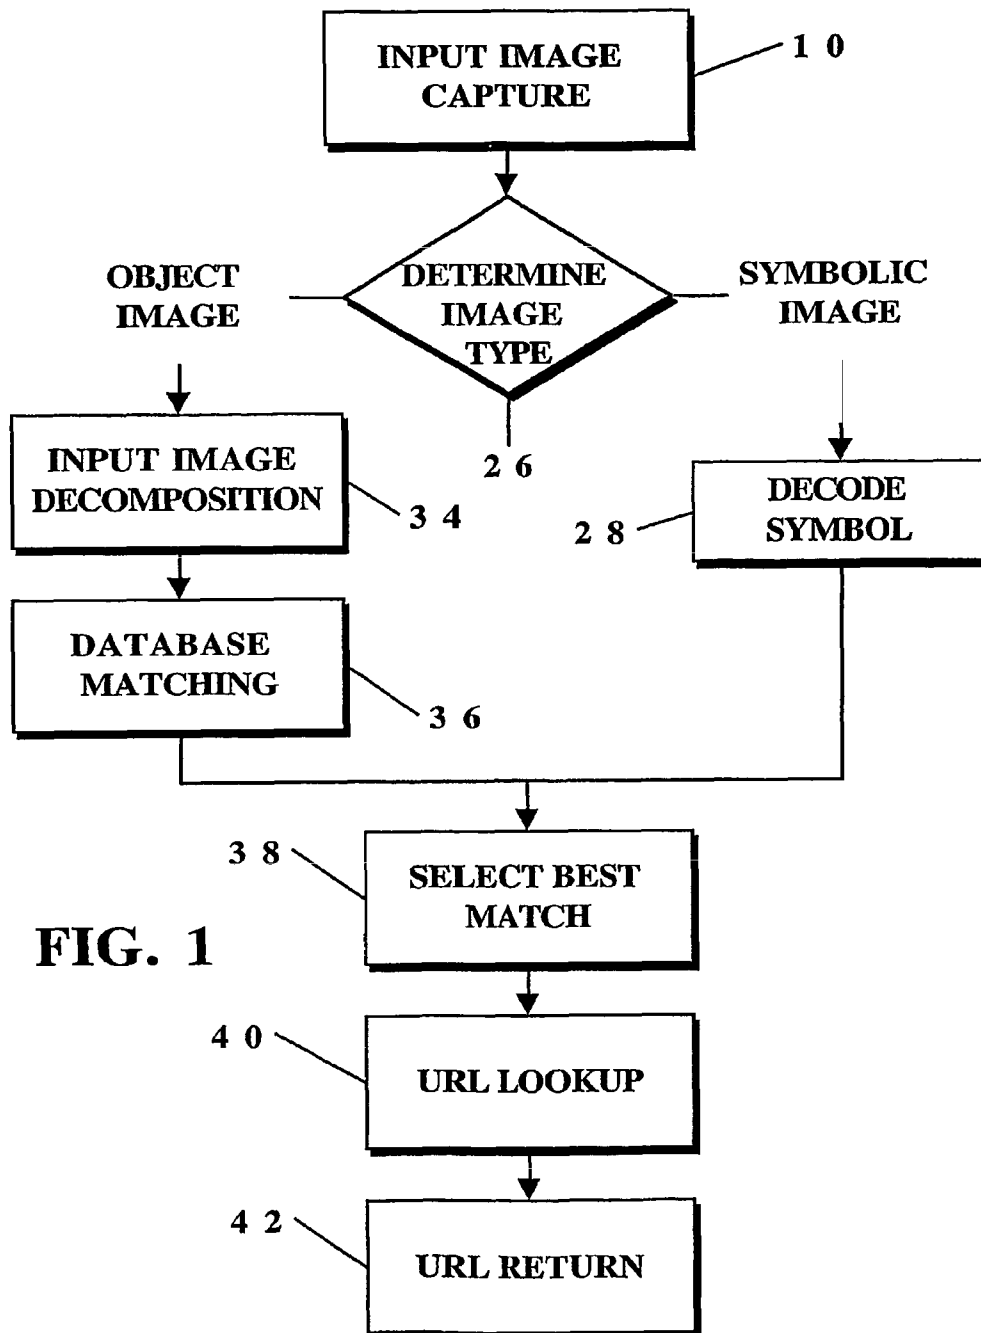 INPUT IMAGE
CAPTURE
1 0
OBJECT
IMAGE
DETERMINE
IMAGE
TYPE
SYMBOLIC
IMAGE
2 6
INPUT IMAGE
DECOMPOSITION
3 4
2 8
DECODE
SYMBOL
DATABASE
MATCHING
3 6
3 8
SELECT BEST
MATCH
FIG. 1
4 0
URL LOOKUP
4 2
URL RETURN